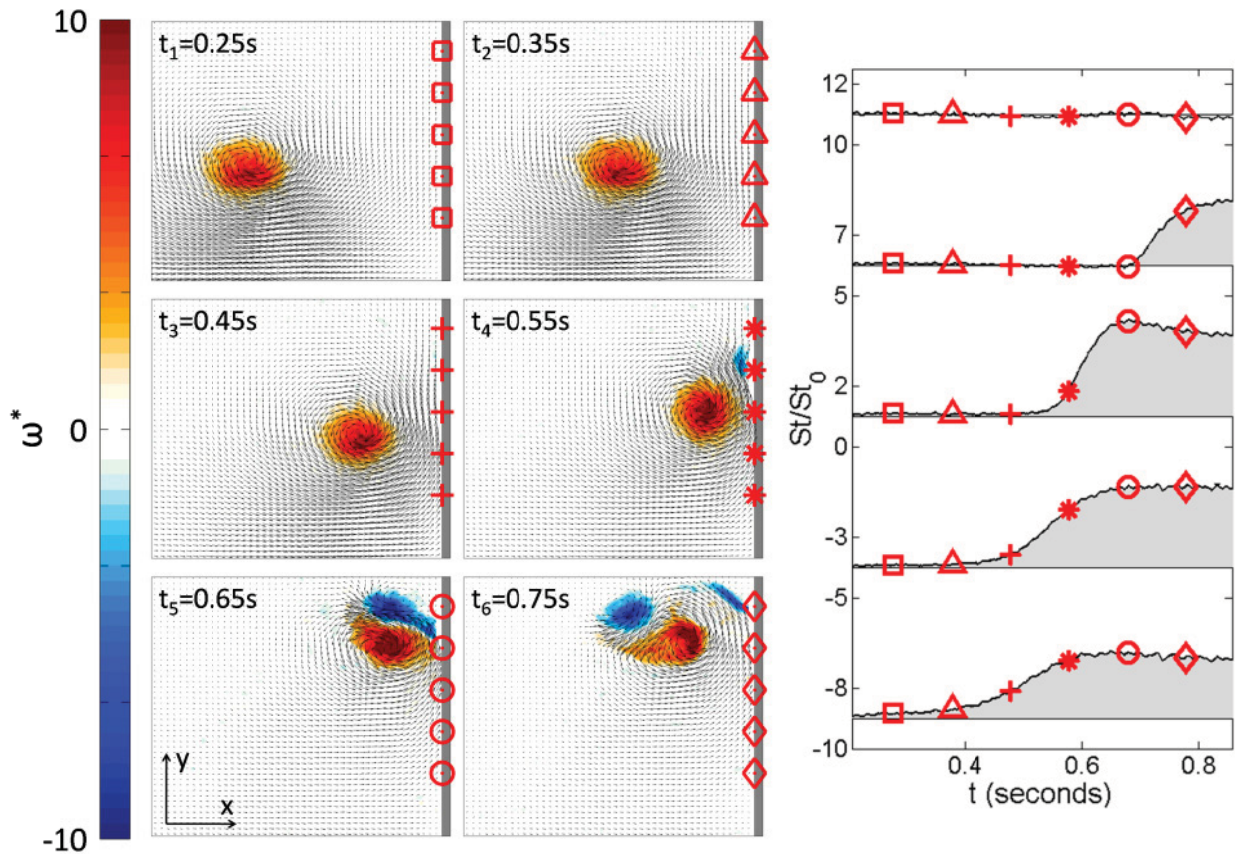 10
0
-10
ω*
t1=0.25s
t2=0.35s
t3=0.45s
t4=0.55s
t5=0.65s
t6=0.75s
y
x
12
10
7
5
2
0
-3
-5
-8
-10
St/St0
0.4 0.6 0.8
t (seconds)